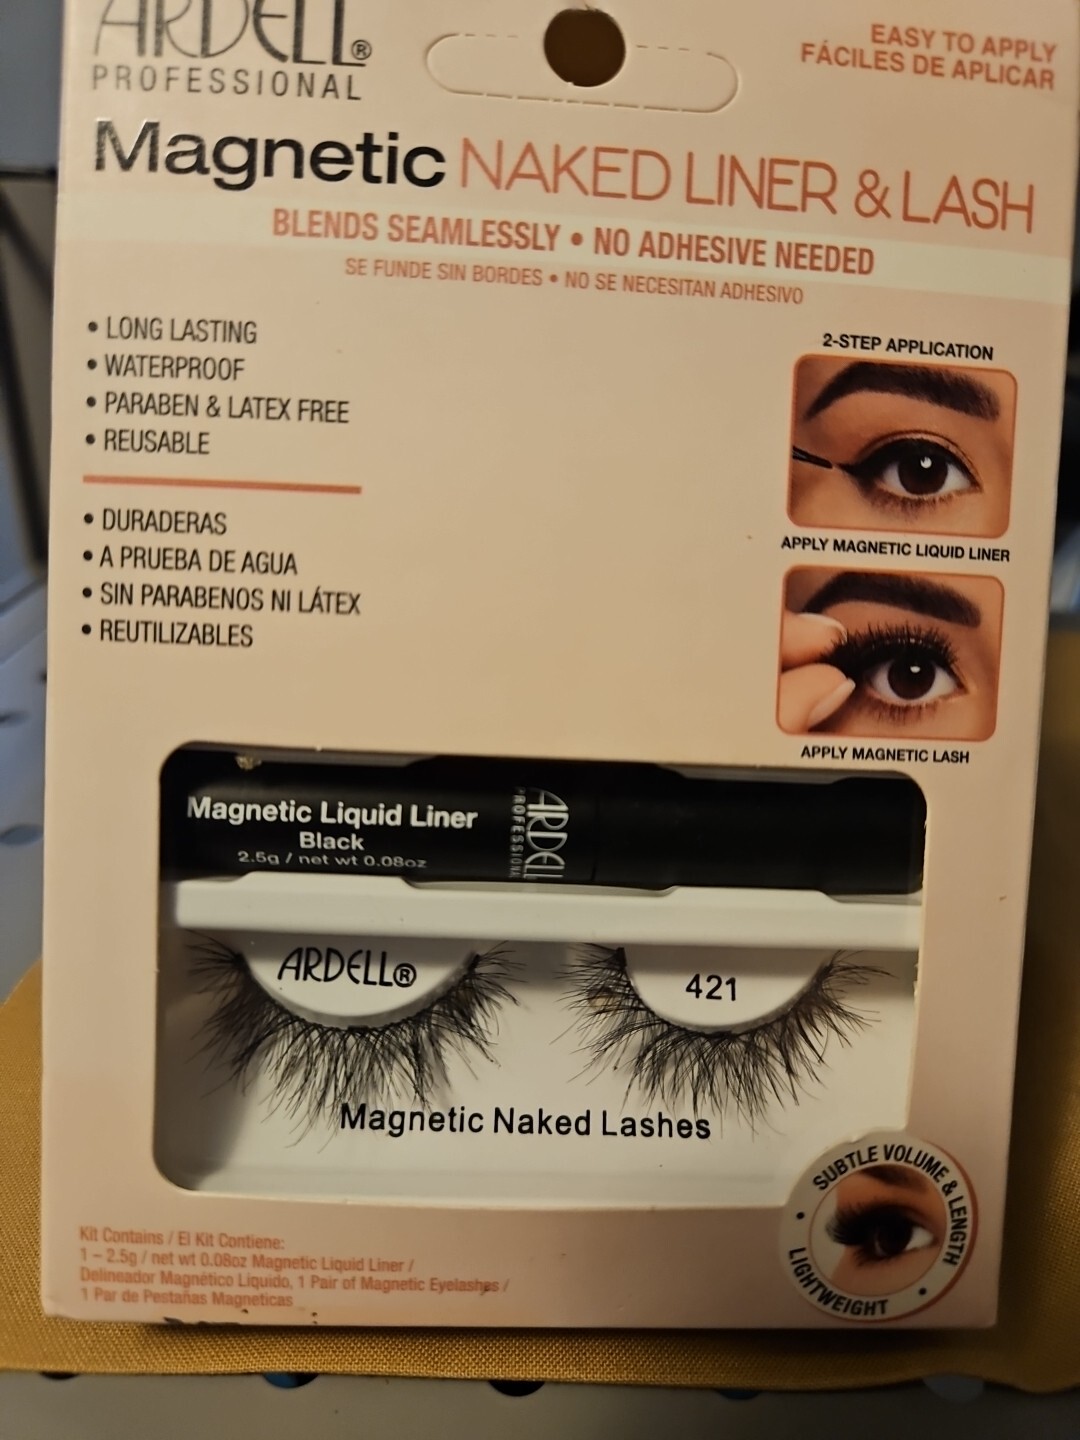 ARDELL®
PROFESSIONAL
EASY TO APPLY
FÁCILES DE APLICAR
Magnetic NAKED LINER & LASH
BLENDS SEAMLESSLY • NO ADHESIVE NEEDED
SE FUNDE SIN BORDES • NO SE NECESITAN ADHESIVO
• LONG LASTING
• WATERPROOF
• PARABEN & LATEX FREE
• REUSABLE
• DURADERAS
• A PRUEBA DE AGUA
• SIN PARABENOS NI LÁTEX
• REUTILIZABLES
2-STEP APPLICATION
APPLY MAGNETIC LIQUID LINER
APPLY MAGNETIC LASH
Magnetic Liquid Liner
Black
2.5g / net wt 0.08oz
ARDELL
PROFESSIONAL
ARDELL®
421
Magnetic Naked Lashes
SUBTLE VOLUME & LENGTH
• LIGHTWEIGHT •
Kit Contains / El Kit Contiene:
1 – 2.5g / net wt 0.08oz Magnetic Liquid Liner /
Delineador Magnético Líquido, 1 Pair of Magnetic Eyelashes /
1 Par de Pestañas Magneticas